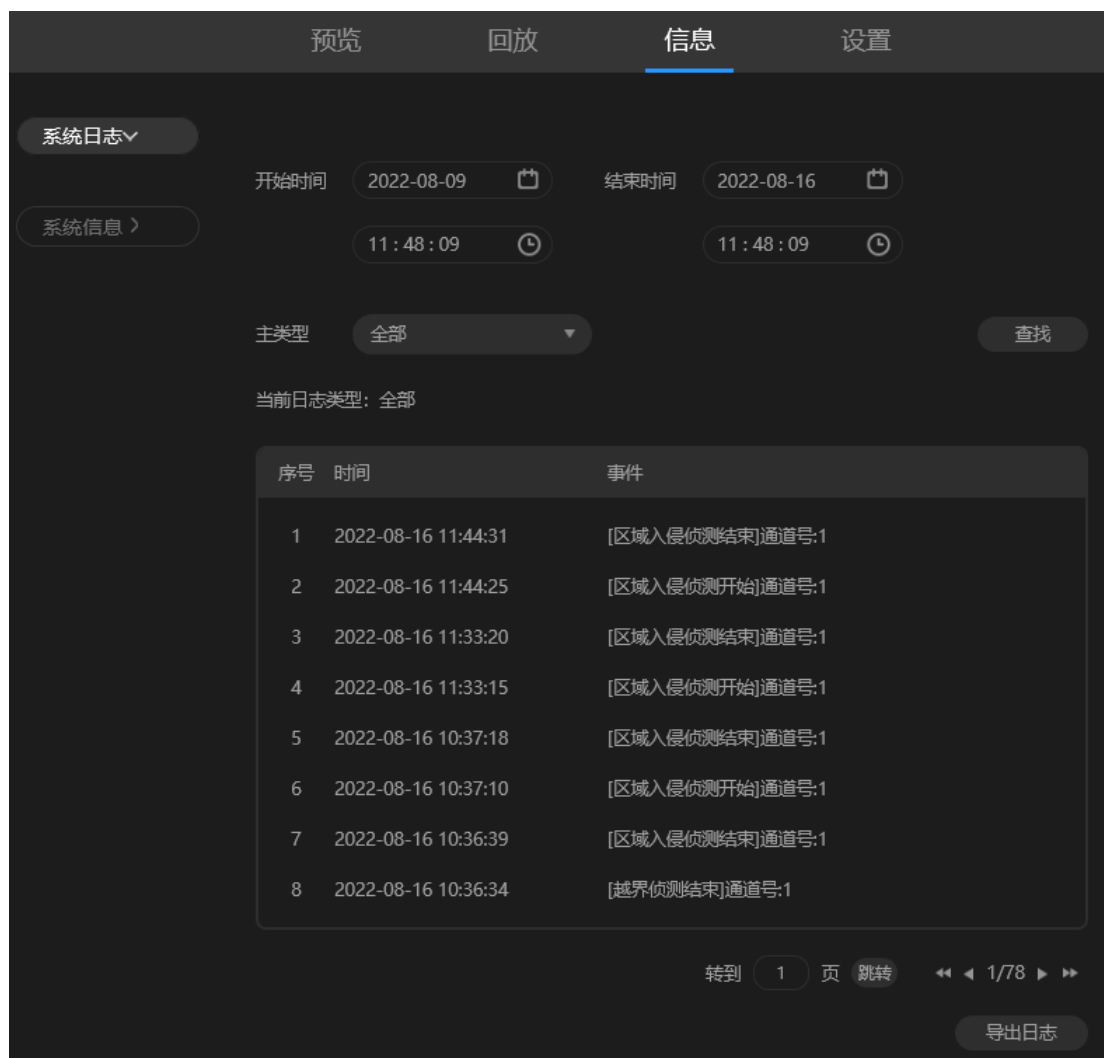 预览 回放 信息 设置
系统日志
开始时间 2022-08-09 结束时间 2022-08-16
系统信息
11 : 48 : 09 11 : 48 : 09
主类型 全部 查找
当前日志类型：全部
序号 时间 事件
1 2022-08-16 11:44:31 [区域入侵侦测结束]通道号:1
2 2022-08-16 11:44:25 [区域入侵侦测开始]通道号:1
3 2022-08-16 11:33:20 [区域入侵侦测结束]通道号:1
4 2022-08-16 11:33:15 [区域入侵侦测开始]通道号:1
5 2022-08-16 10:37:18 [区域入侵侦测结束]通道号:1
6 2022-08-16 10:37:10 [区域入侵侦测开始]通道号:1
7 2022-08-16 10:36:39 [区域入侵侦测结束]通道号:1
8 2022-08-16 10:36:34 [越界侦测结束]通道号:1
转到 1 页 跳转 1/78
导出日志